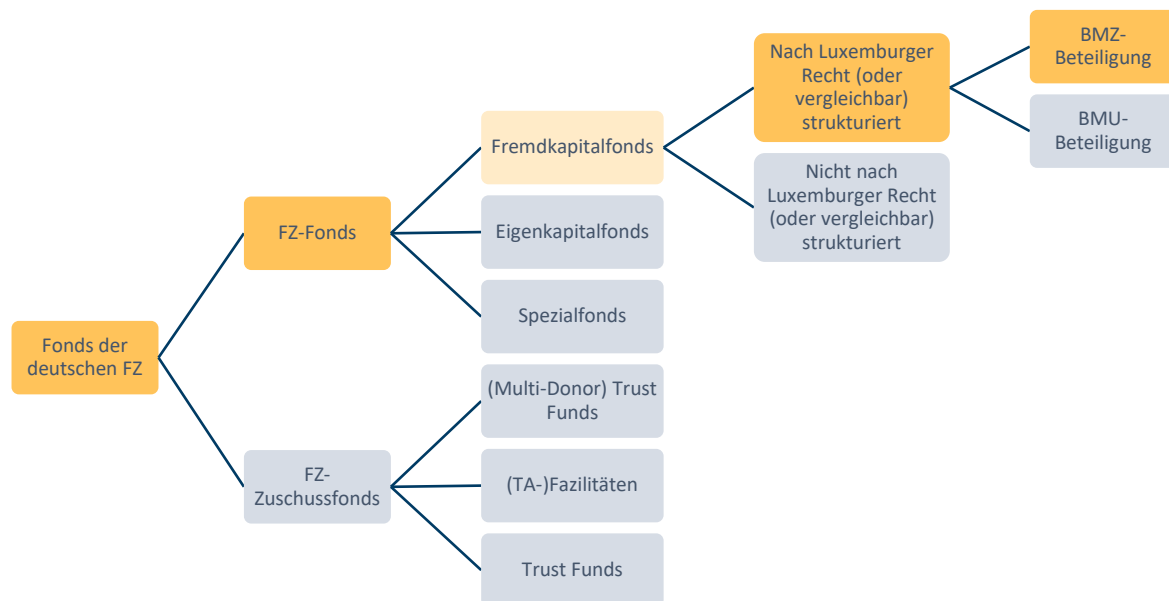 Fonds der
deutschen FZ
FZ-Fonds
FZ-
Zuschussfonds
Fremdkapitalfonds
Eigenkapitalfonds
Spezialfonds
(Multi-Donor) Trust
Funds
(TA-)Fazilitäten
Trust Funds
Nach Luxemburger
Recht (oder
vergleichbar)
strukturiert
Nicht nach
Luxemburger Recht
(oder vergleichbar)
strukturiert
BMZ-
Beteiligung
BMU-
Beteiligung